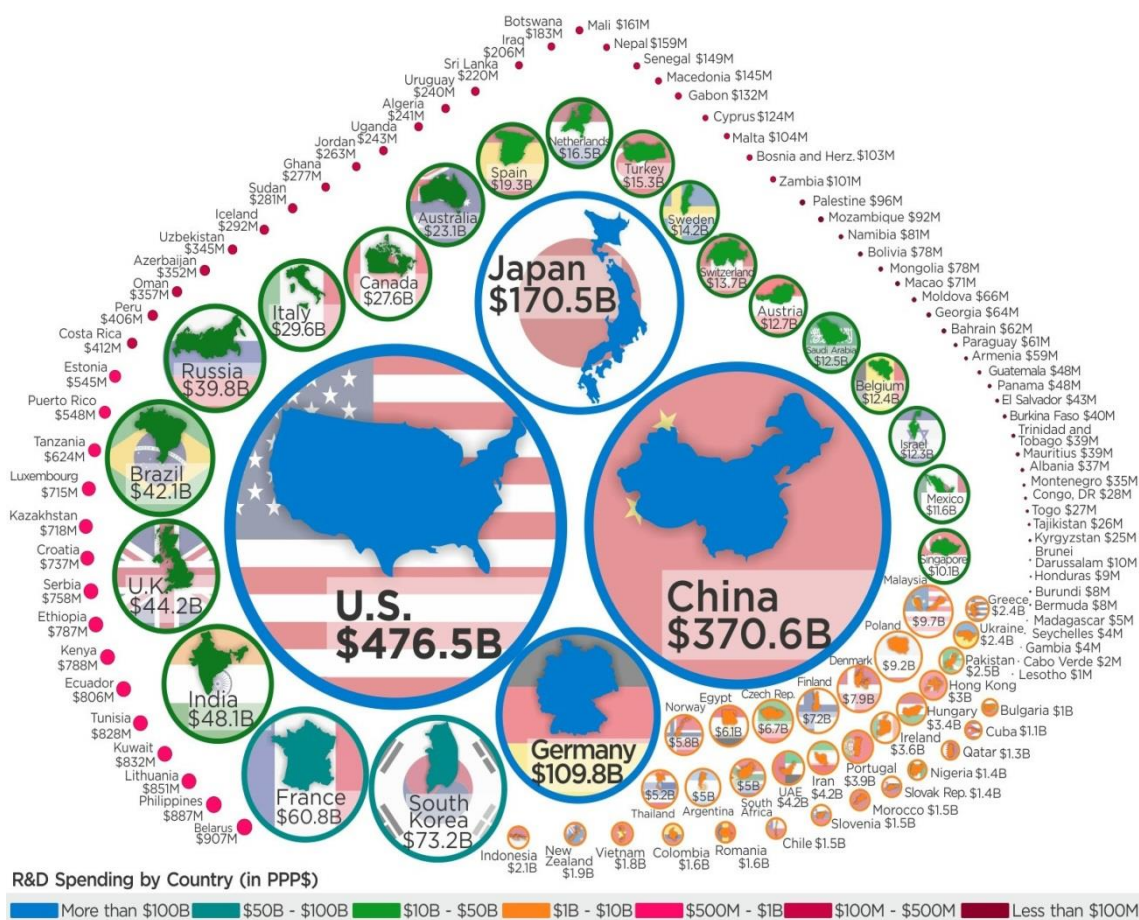 Botswana
$183M
Iraq
$206M
Sri Lanka
$220M
Uruguay
$240M
Algeria
$241M
Uganda
$243M
Jordan
$263M
Ghana
$277M
Sudan
$281M
Iceland
$292M
Uzbekistan
$345M
Azerbaijan
$352M
Oman
$357M
Peru
$406M
Costa Rica
$412M
Estonia
$545M
Puerto Rico
$548M
Tanzania
$624M
Luxembourg
$715M
Kazakhstan
$718M
Croatia
$737M
Serbia
$758M
Ethiopia
$787M
Kenya
$788M
Ecuador
$806M
Tunisia
$828M
Kuwait
$832M
Lithuania
$851M
Philippines
$887M
Belarus
$907M
Mali $161M
Nepal $159M
Senegal $149M
Macedonia $145M
Gabon $132M
Cyprus $124M
Malta $104M
Bosnia and Herz. $103M
Zambia $101M
Palestine $96M
Mozambique $92M
Namibia $81M
Bolivia $78M
Mongolia $78M
Macao $71M
Moldova $66M
Georgia $64M
Bahrain $62M
Paraguay $61M
Armenia $59M
Guatemala $48M
Panama $48M
El Salvador $43M
Burkina Faso $40M
Trinidad and
Tobago $39M
Mauritius $39M
Albania $37M
Montenegro $35M
Congo, DR $28M
Togo $27M
Tajikistan $26M
Kyrgyzstan $25M
Brunei
Darussalam $10M
Honduras $9M
Burundi $8M
Bermuda $8M
Madagascar $5M
Seychelles $4M
Gambia $4M
Cabo Verde $2M
Lesotho $1M
Netherlands
$16.5B
Spain
$19.3B
Turkey
$15.3B
Australia
$23.1B
Sweden
$14.2B
Canada
$27.6B
Switzerland
$13.7B
Italy
$29.6B
Austria
$12.7B
Russia
$39.8B
Saudi Arabia
$12.5B
Belgium
$12.4B
Brazil
$42.1B
Israel
$12.3B
U.K.
$44.2B
Mexico
$11.6B
India
$48.1B
Singapore
$10.1B
Japan
$170.5B
U.S.
$476.5B
China
$370.6B
Germany
$109.8B
France
$60.8B
South
Korea
$73.2B
Malaysia
$9.7B
Poland
$9.2B
Denmark
$7.9B
Finland
$7.2B
Czech Rep.
$6.7B
Egypt
$6.1B
Norway
$5.8B
Greece
$2.4B
Ukraine
$2.4B
Pakistan
$2.5B
Hong Kong
$3B
Hungary
$3.4B
Ireland
$3.6B
Portugal
$3.9B
Iran
$4.2B
UAE
$4.2B
South
Africa
$5B
Argentina
$5B
Thailand
$5.2B
Bulgaria $1B
Cuba $1.1B
Qatar $1.3B
Nigeria $1.4B
Slovak Rep. $1.4B
Morocco $1.5B
Slovenia $1.5B
Chile $1.5B
Romania
$1.6B
Colombia
$1.6B
Vietnam
$1.8B
New
Zealand
$1.9B
Indonesia
$2.1B
R&D Spending by Country (in PPP$)
More than $100B
$50B - $100B
$10B - $50B
$1B - $10B
$500M - $1B
$100M - $500M
Less than $100M